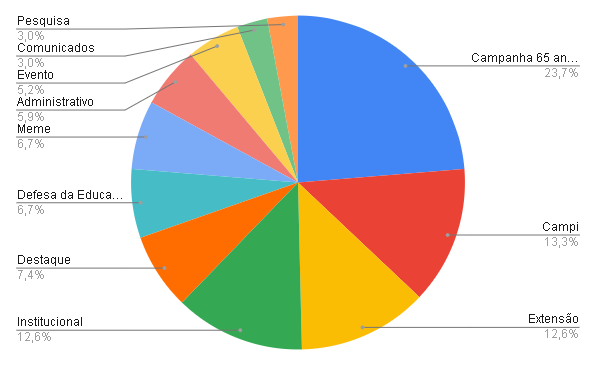 Pesquisa
3,0%
Comunicados
3,0%
Evento
5,2%
Administrativo
5,9%
Meme
6,7%
Defesa da Educa...
6,7%
Destaque
7,4%
Institucional
12,6%
Campanha 65 an...
23,7%
Campi
13,3%
Extensão
12,6%